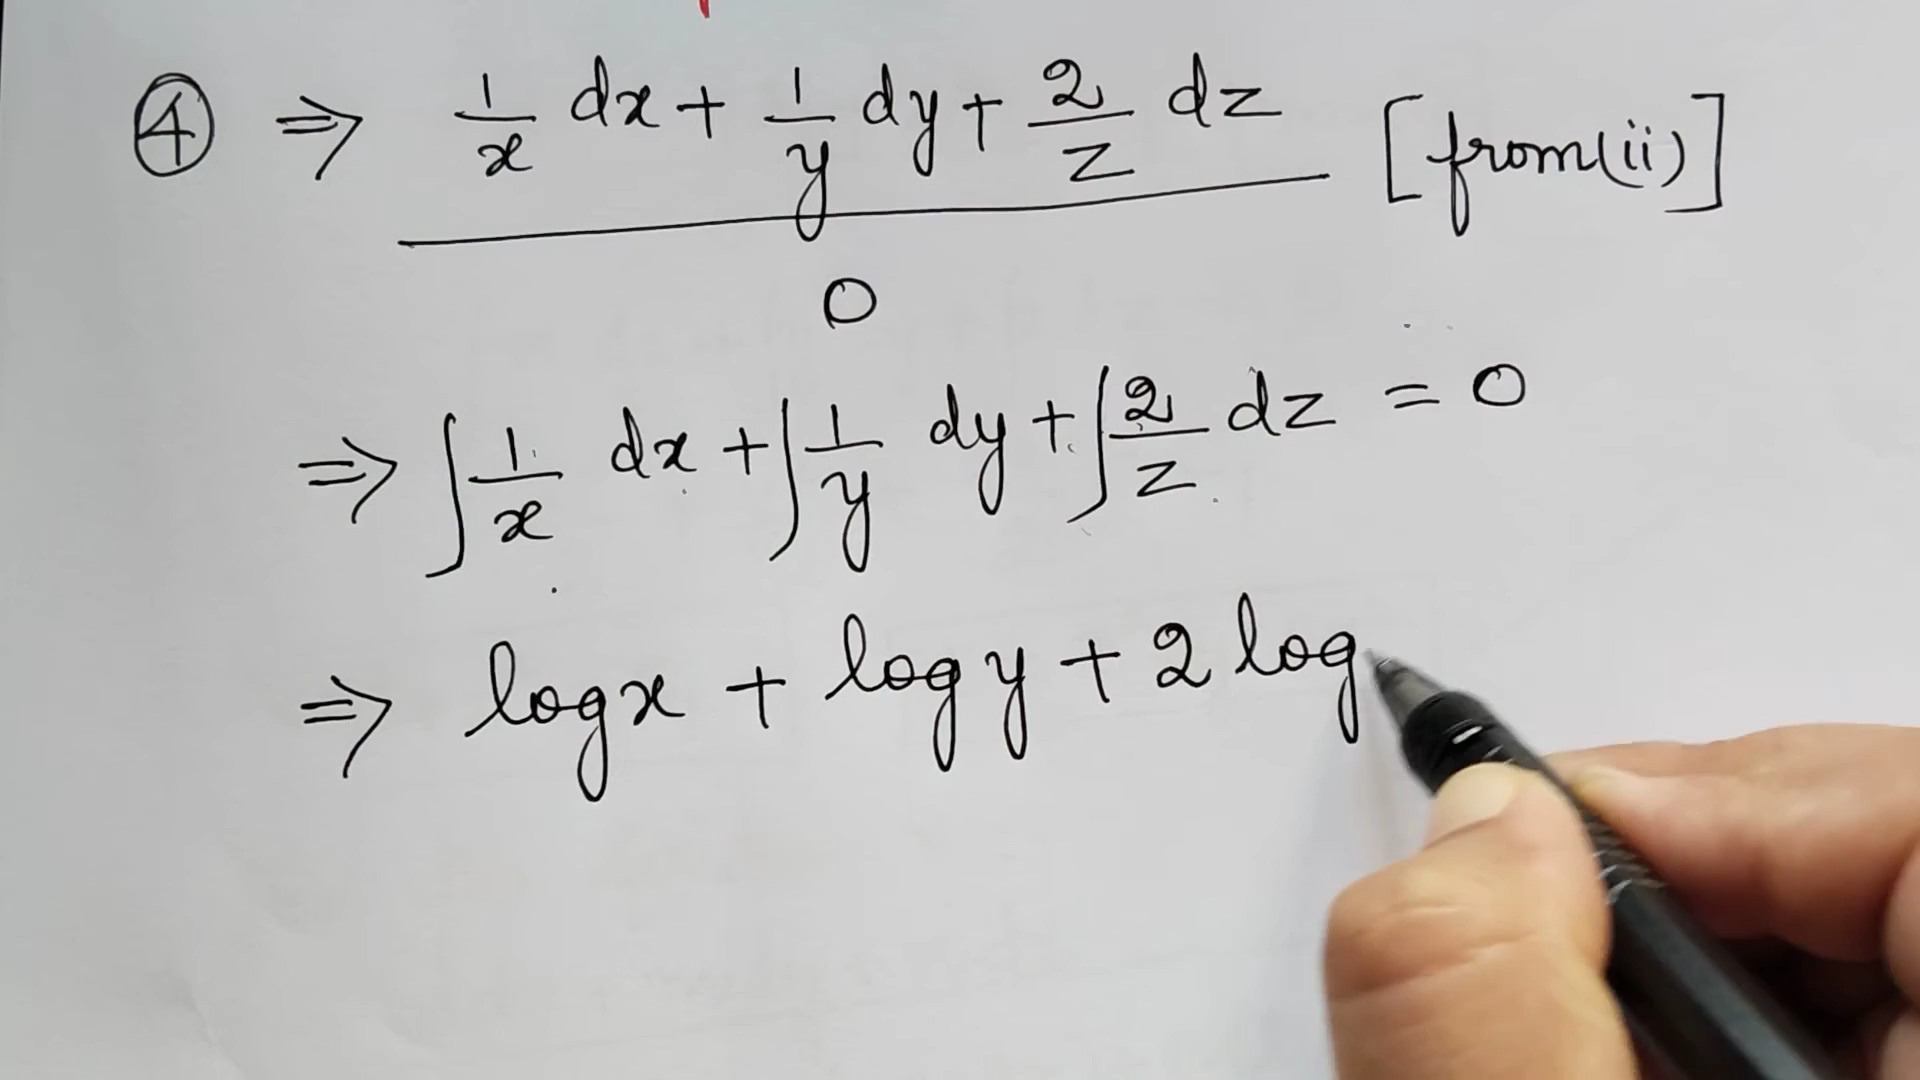 ④ ⇒ 1/x dx + 1/y dy + 2/z dz [from(ii)]
0
⇒ ∫ 1/x dx + ∫ 1/y dy + ∫ 2/z dz = 0
⇒ log x + log y + 2 log